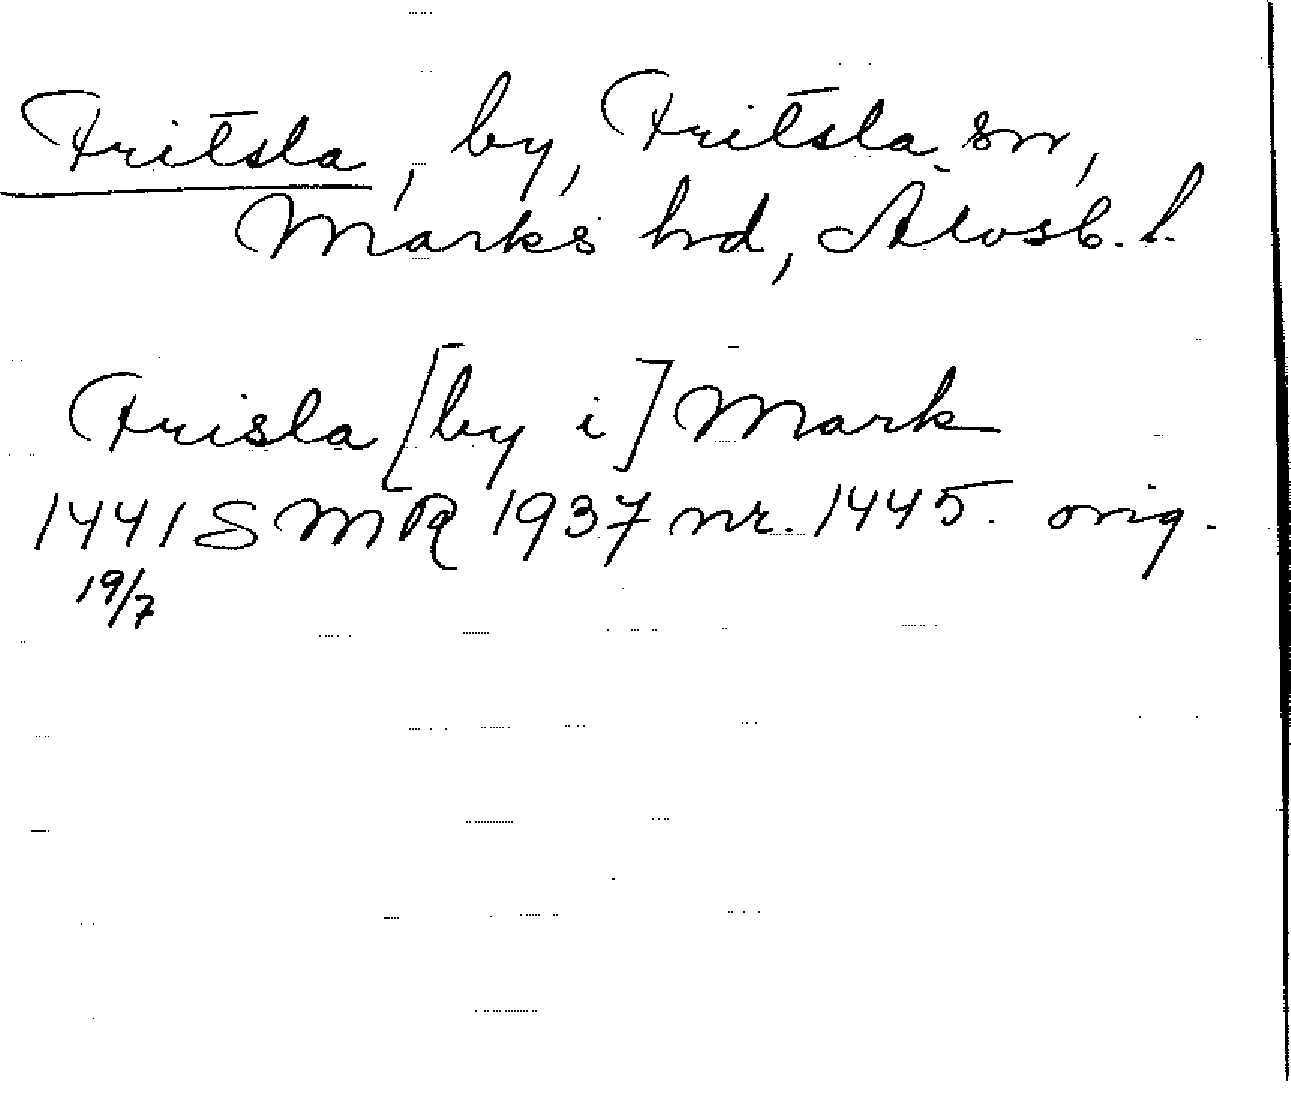 Fritsla, by, Fritsla sn,
Marks hd, Älvsb. l.
Frisla [by i] Mark
1441 SMR 1937 nr. 1445. orig.
19/7